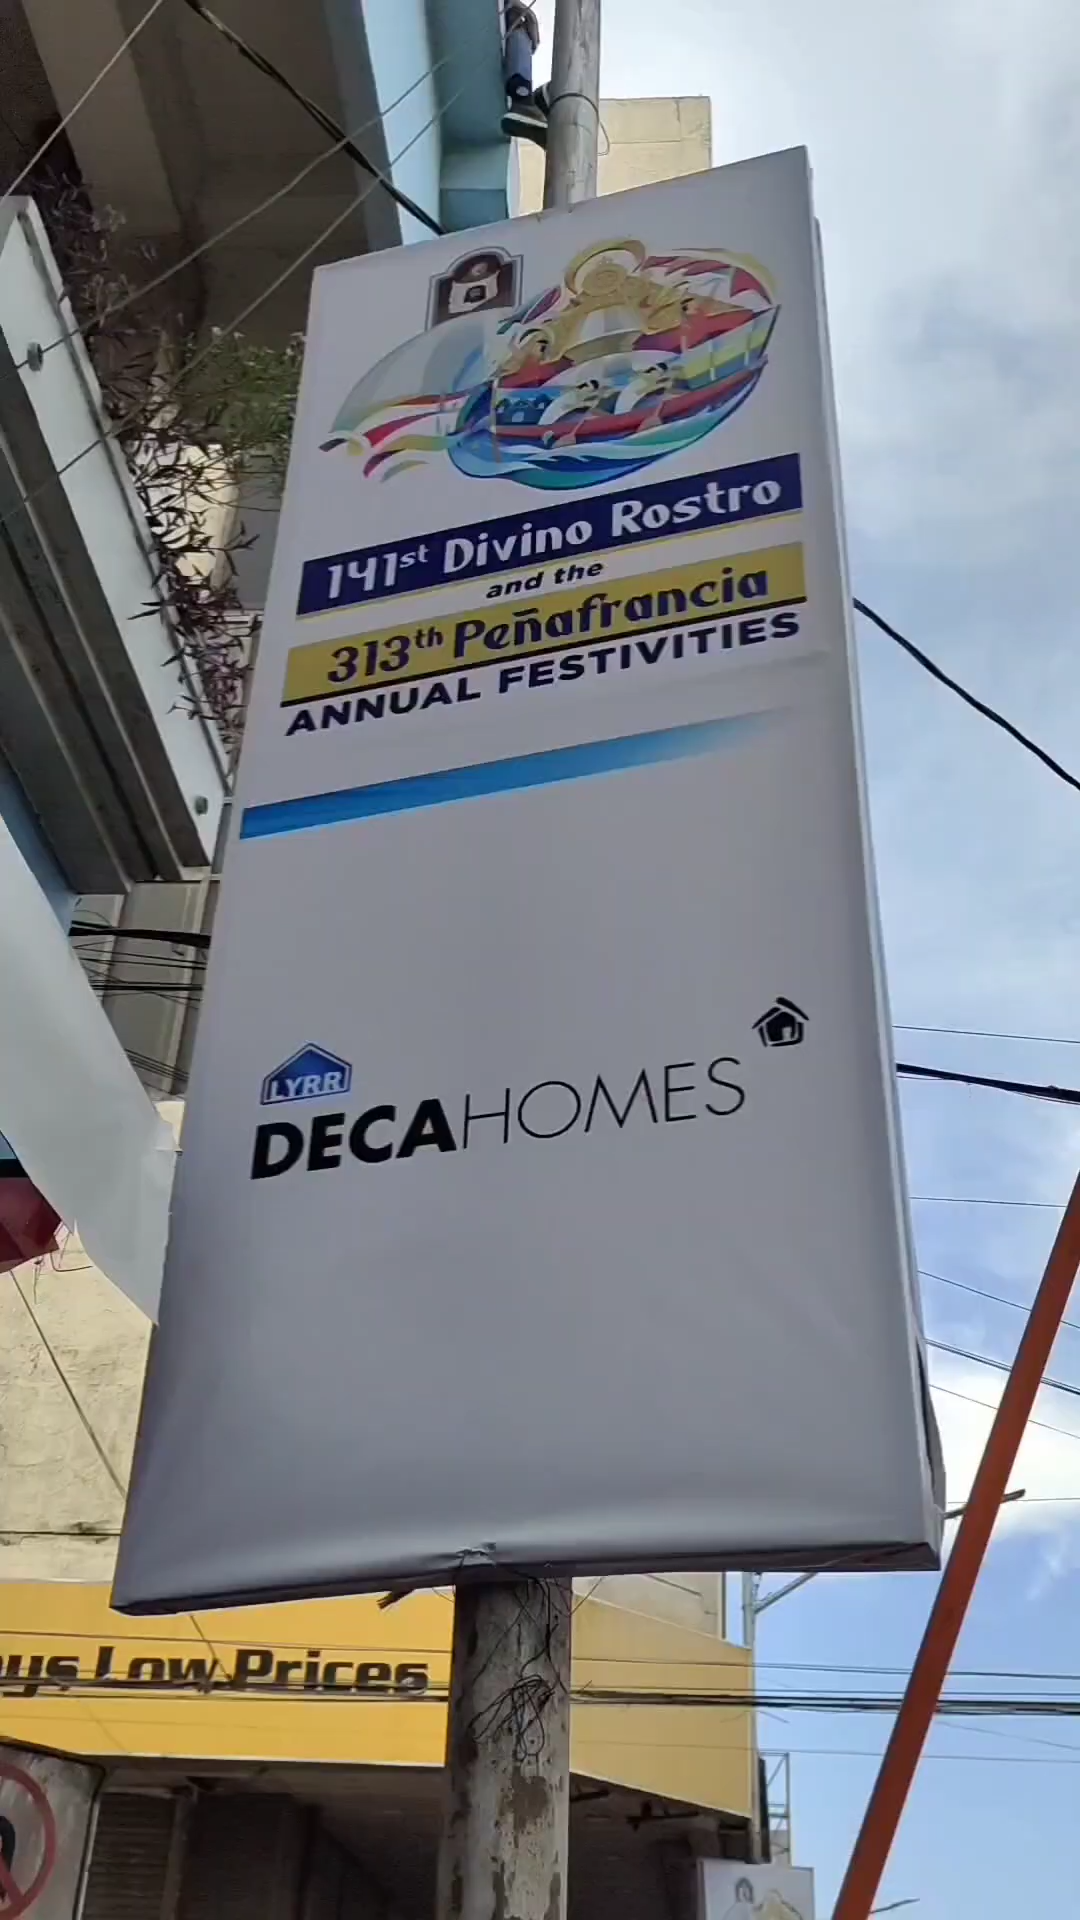 141st Divino Rostro
and the
313th Peñafrancia
ANNUAL FESTIVITIES
LYRR
DECAHOMES
Low Prices